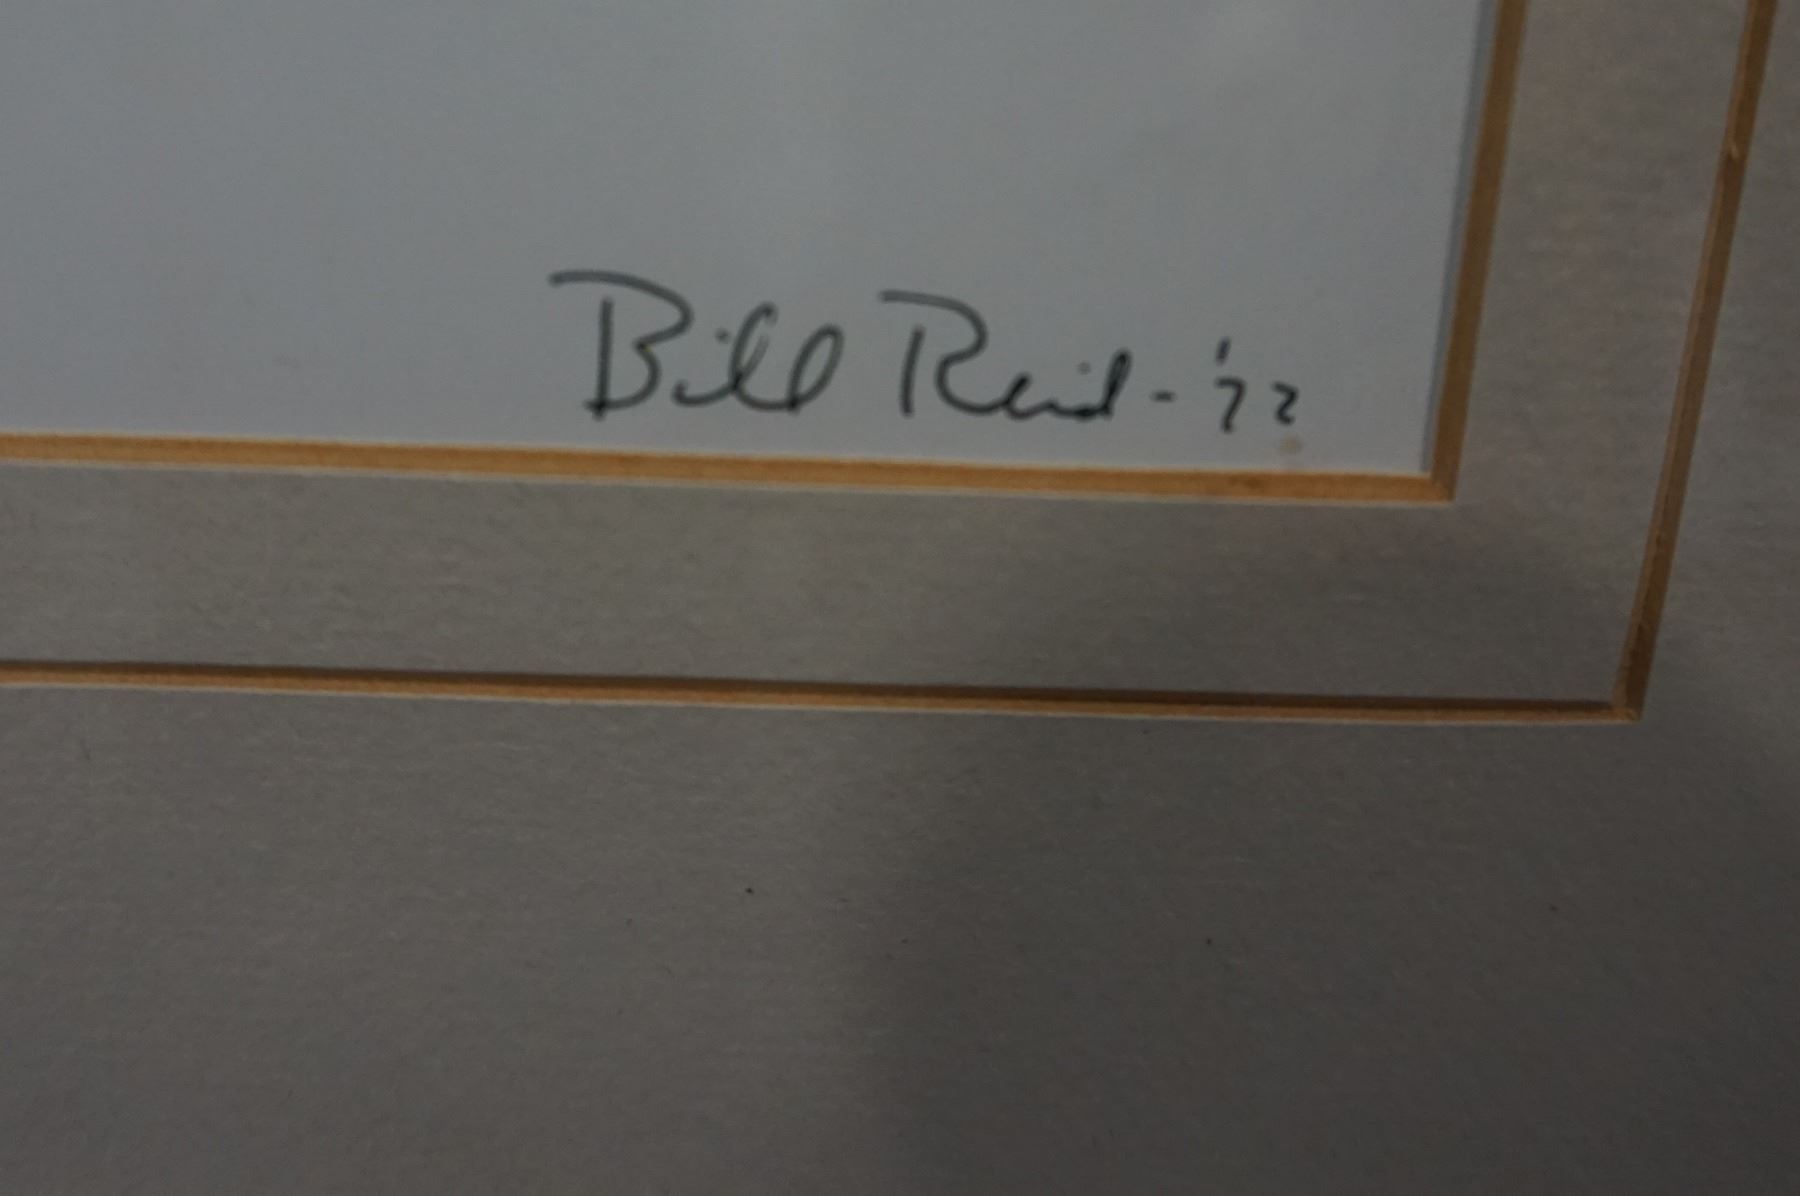 Bill Reid - '72